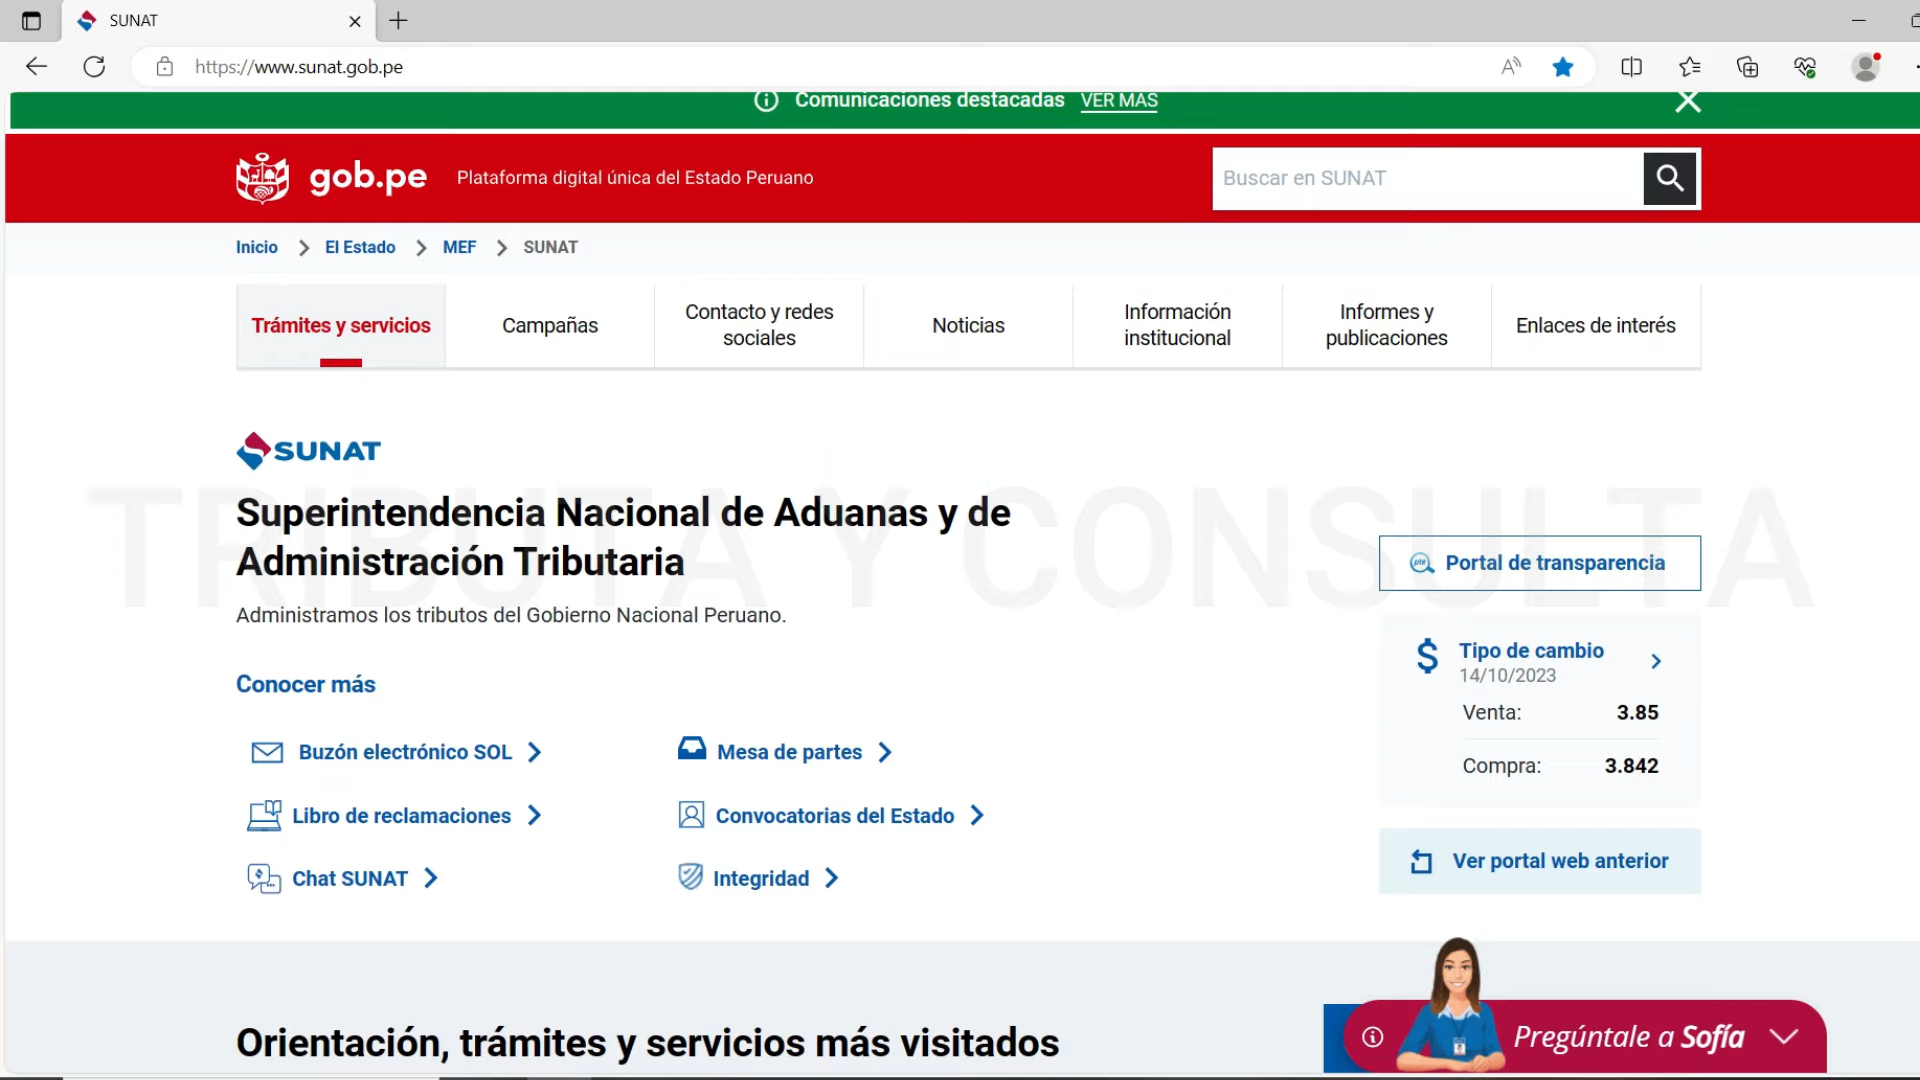 SUNAT
https://www.sunat.gob.pe
Comunicaciones destacadas VER MAS
gob.pe Plataforma digital única del Estado Peruano
Buscar en SUNAT
Inicio El Estado MEF SUNAT
Trámites y servicios
Campañas
Contacto y redes
sociales
Noticias
Información
institucional
Informes y
publicaciones
Enlaces de interés
SUNAT
TRIBUTA Y CONSULTA
Superintendencia Nacional de Aduanas y de
Administración Tributaria
Administramos los tributos del Gobierno Nacional Peruano.
pte Portal de transparencia
Tipo de cambio
14/10/2023
Venta: 3.85
Compra: 3.842
Conocer más
Buzón electrónico SOL
Mesa de partes
Libro de reclamaciones
Convocatorias del Estado
Chat SUNAT
Integridad
Ver portal web anterior
Orientación, trámites y servicios más visitados
Pregúntale a Sofía